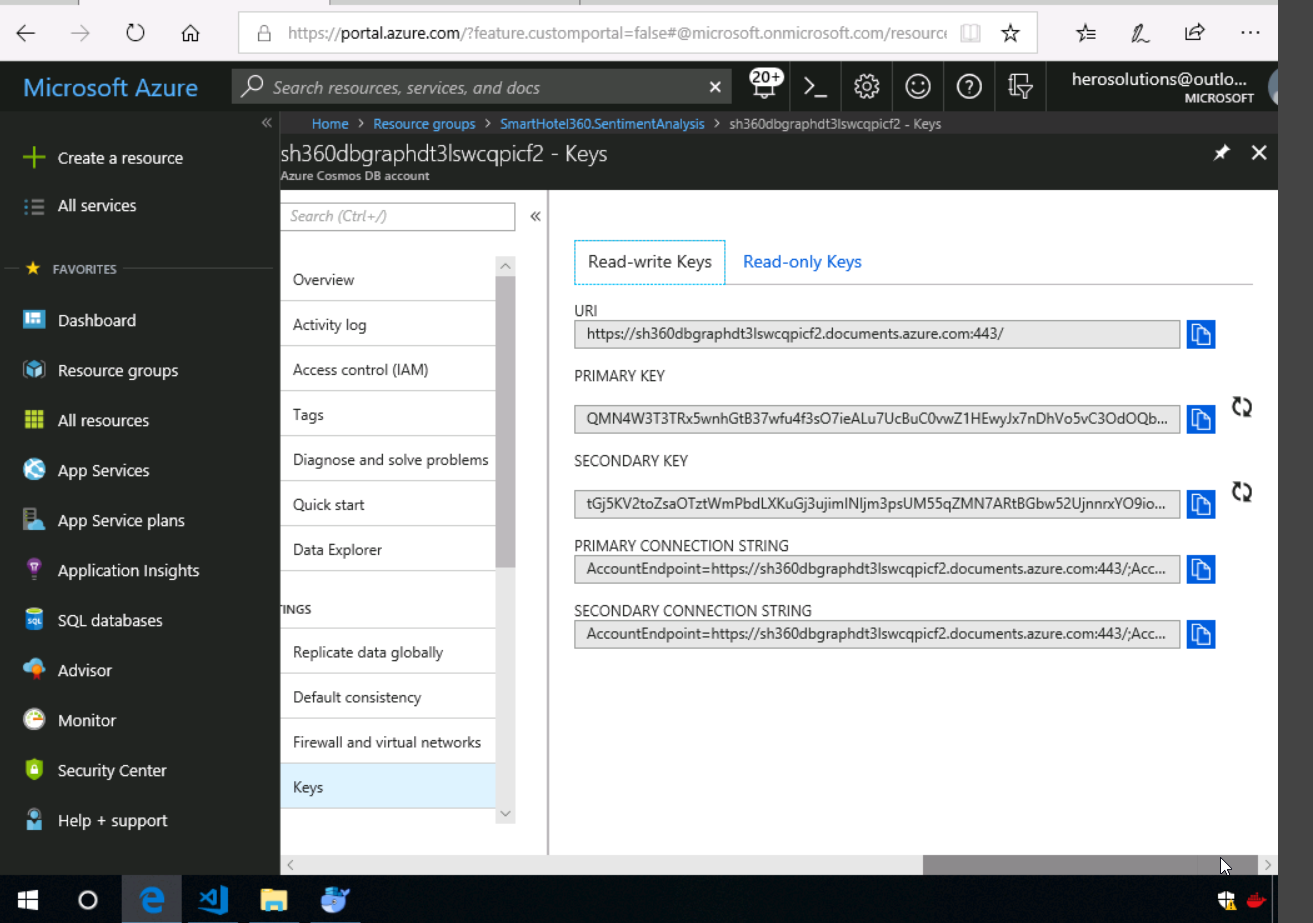 https://portal.azure.com/?feature.customportal=false#@microsoft.onmicrosoft.com/resource
Microsoft Azure
Search resources, services, and docs
20+
herosolutions@outlo...
MICROSOFT
Home > Resource groups > SmartHotel360.SentimentAnalysis > sh360dbgraphdt3lswcqpicf2 - Keys
sh360dbgraphdt3lswcqpicf2 - Keys
Azure Cosmos DB account
Create a resource
All services
FAVORITES
Dashboard
Resource groups
All resources
App Services
App Service plans
Application Insights
SQL databases
Advisor
Monitor
Security Center
Help + support
Search (Ctrl+/)
Overview
Activity log
Access control (IAM)
Tags
Diagnose and solve problems
Quick start
Data Explorer
TINGS
Replicate data globally
Default consistency
Firewall and virtual networks
Keys
Read-write Keys
Read-only Keys
URI
https://sh360dbgraphdt3lswcqpicf2.documents.azure.com:443/
PRIMARY KEY
QMN4W3T3TRx5wnhGtB37wfu4f3sO7ieALu7UcBuC0vwZ1HEwyJx7nDhVo5vC3OdOQb...
SECONDARY KEY
tGj5KV2toZsaOTztWmPbdLXKuGj3ujimINIjm3psUM55qZMN7ARtBGbw52UjnnrxYO9io...
PRIMARY CONNECTION STRING
AccountEndpoint=https://sh360dbgraphdt3lswcqpicf2.documents.azure.com:443/;Acc...
SECONDARY CONNECTION STRING
AccountEndpoint=https://sh360dbgraphdt3lswcqpicf2.documents.azure.com:443/;Acc...